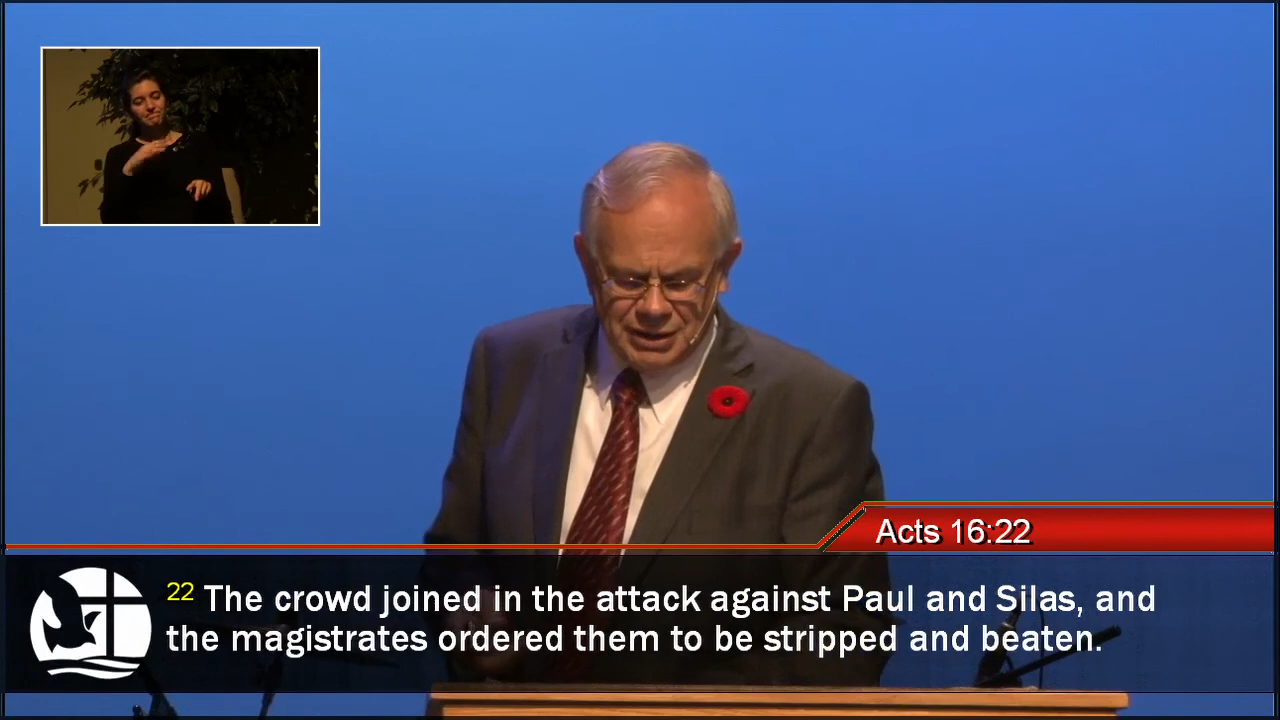 Acts 16:22
22 The crowd joined in the attack against Paul and Silas, and
the magistrates ordered them to be stripped and beaten.